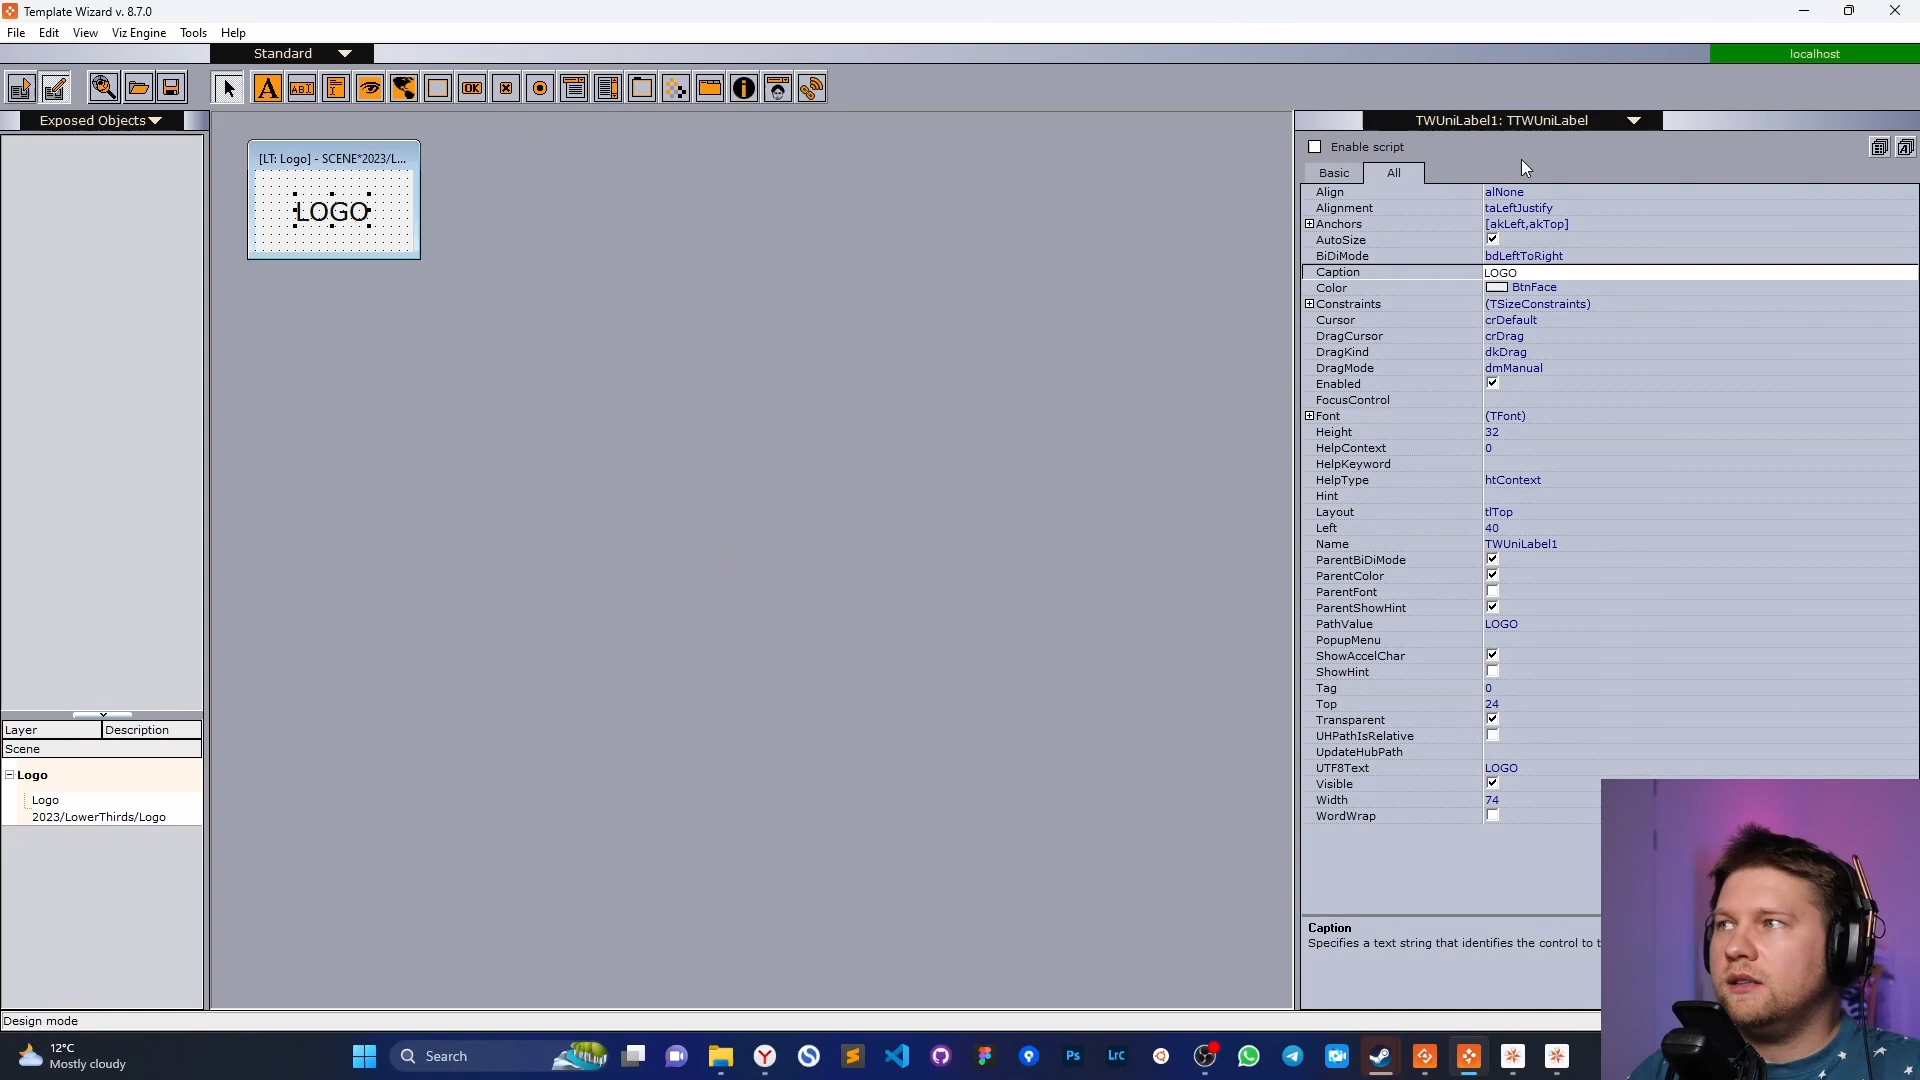 Template Wizard v. 8.7.0
File Edit View Viz Engine Tools Help
Standard
localhost
A ABI OK
Exposed Objects
TWUniLabel1: TTWUniLabel
Enable script
Basic All
[LT: Logo] - SCENE*2023/L...
LOGO
Align alNone
Alignment taLeftJustify
Anchors [akLeft,akTop]
AutoSize
BiDiMode bdLeftToRight
Caption LOGO
Color BtnFace
Constraints (TSizeConstraints)
Cursor crDefault
DragCursor crDrag
DragKind dkDrag
DragMode dmManual
Enabled
FocusControl
Font (TFont)
Height 32
HelpContext 0
HelpKeyword
HelpType htContext
Hint
Layout tlTop
Left 40
Name TWUniLabel1
ParentBiDiMode
ParentColor
ParentFont
ParentShowHint
PathValue LOGO
PopupMenu
ShowAccelChar
ShowHint
Tag 0
Top 24
Transparent
UHPathIsRelative
UpdateHubPath
UTF8Text LOGO
Visible
Width 74
WordWrap
Layer Description
Scene
Logo
Logo
2023/LowerThirds/Logo
Caption
Specifies a text string that identifies the control to t
Design mode
12°C
Mostly cloudy
Search
Ps
Lrc